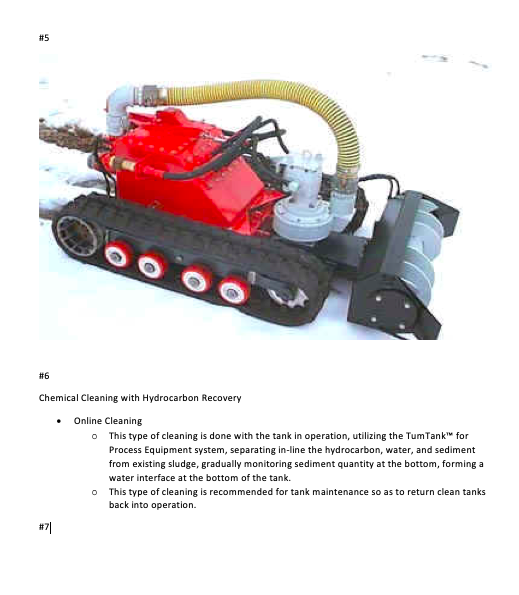 #5
#6
Chemical Cleaning with Hydrocarbon Recovery
• Online Cleaning
o This type of cleaning is done with the tank in operation, utilizing the TumTank™ for
Process Equipment system, separating in-line the hydrocarbon, water, and sediment
from existing sludge, gradually monitoring sediment quantity at the bottom, forming a
water interface at the bottom of the tank.
o This type of cleaning is recommended for tank maintenance so as to return clean tanks
back into operation.
#7